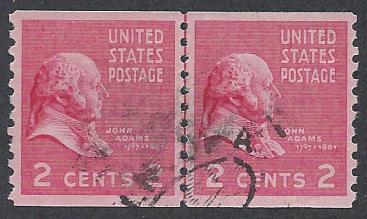 UNITED
STATES
POSTAGE
JOHN
ADAMS
1797-1801
2 CENTS 2
UNITED
STATES
POSTAGE
JOHN
ADAMS
1797-1801
2 CENTS 2
A